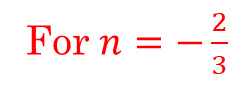 For n = −2/3